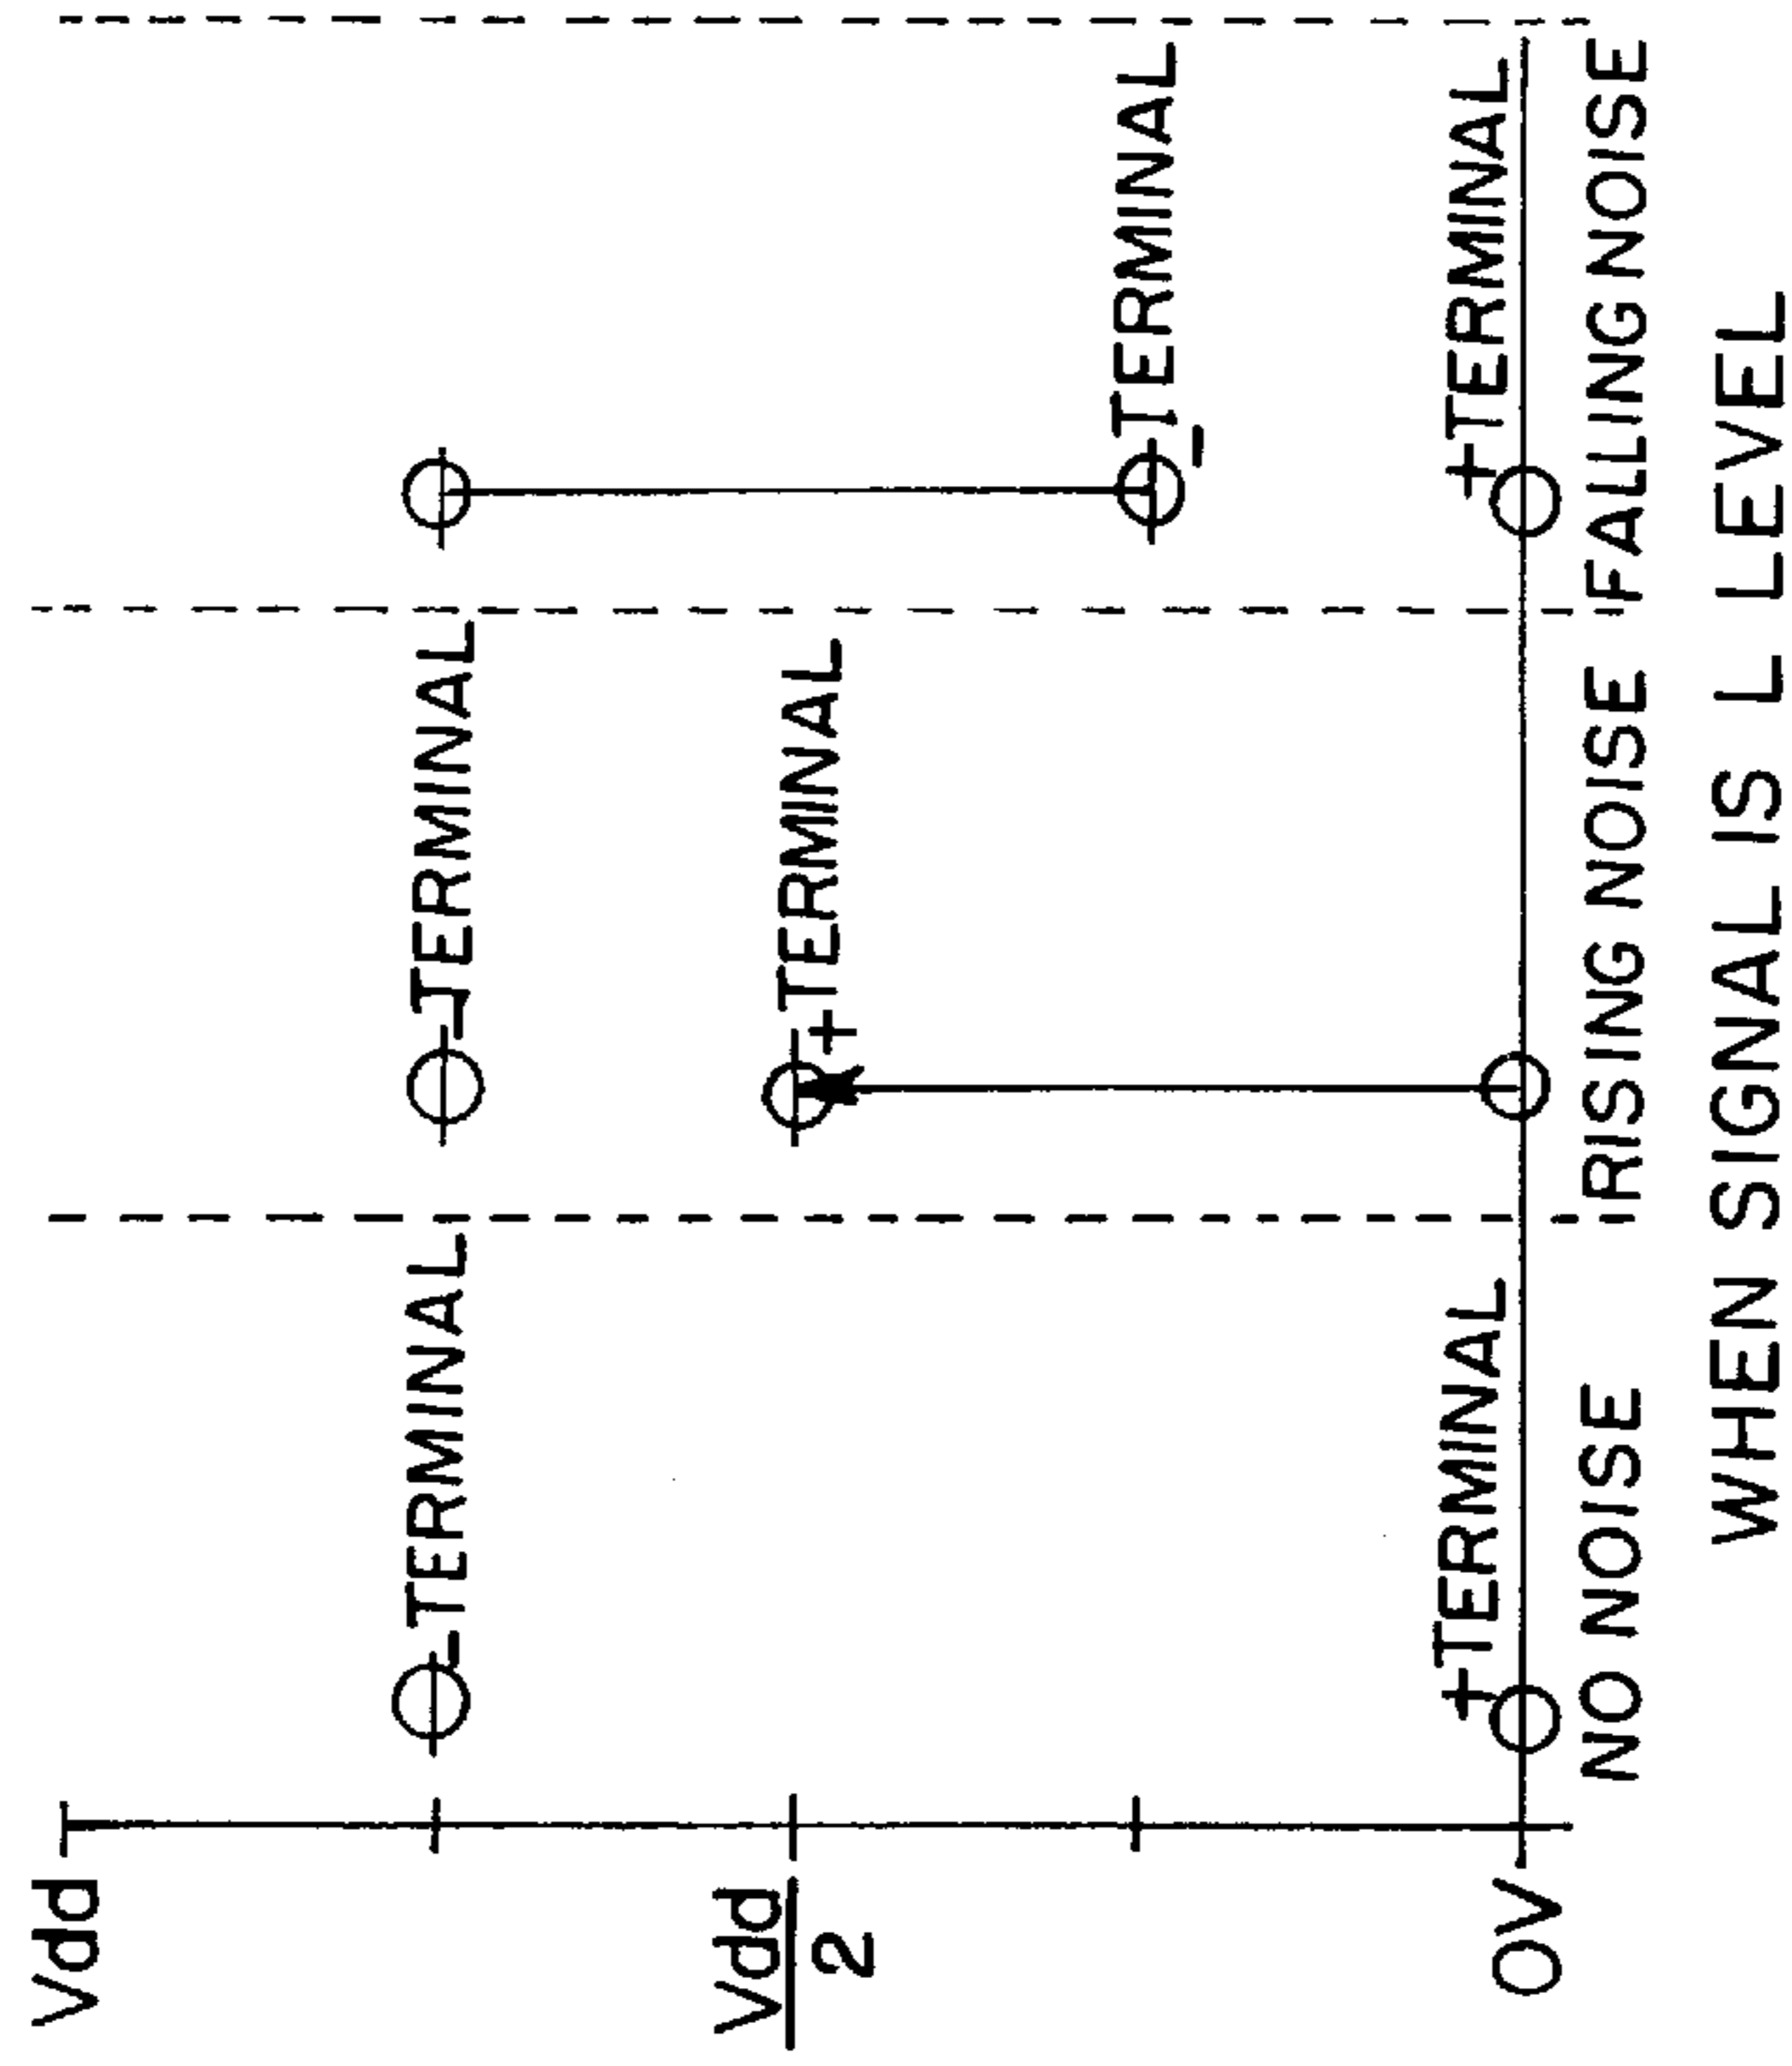 Vdd
-TERMINAL
-TERMINAL
Vdd
2
+TERMINAL
-TERMINAL
0V
+TERMINAL
+TERMINAL
NO NOISE
RISING NOISE
FALLING NOISE
WHEN SIGNAL IS L LEVEL